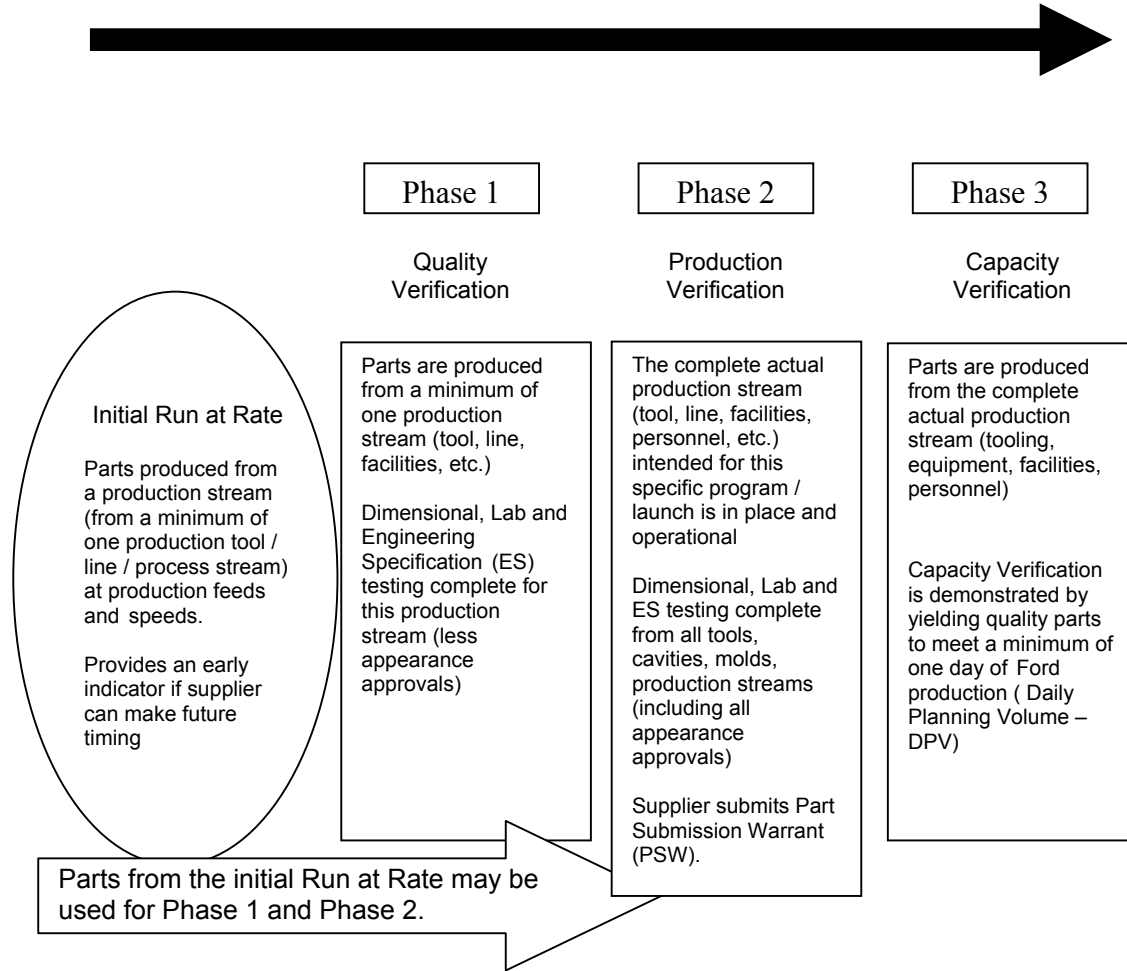 Phase 1
Phase 2
Phase 3
Quality
Verification
Production
Verification
Capacity
Verification
Initial Run at Rate
Parts produced from
a production stream
(from a minimum of
one production tool /
line / process stream)
at production feeds
and speeds.
Provides an early
indicator if supplier
can make future
timing
Parts are produced
from a minimum of
one production
stream (tool, line,
facilities, etc.)
Dimensional, Lab and
Engineering
Specification (ES)
testing complete for
this production
stream (less
appearance
approvals)
The complete actual
production stream
(tool, line, facilities,
personnel, etc.)
intended for this
specific program /
launch is in place and
operational
Dimensional, Lab and
ES testing complete
from all tools,
cavities, molds,
production streams
(including all
appearance
approvals)
Supplier submits Part
Submission Warrant
(PSW).
Parts are produced
from the complete
actual production
stream (tooling,
equipment, facilities,
personnel)
Capacity Verification
is demonstrated by
yielding quality parts
to meet a minimum of
one day of Ford
production ( Daily
Planning Volume –
DPV)
Parts from the initial Run at Rate may be
used for Phase 1 and Phase 2.